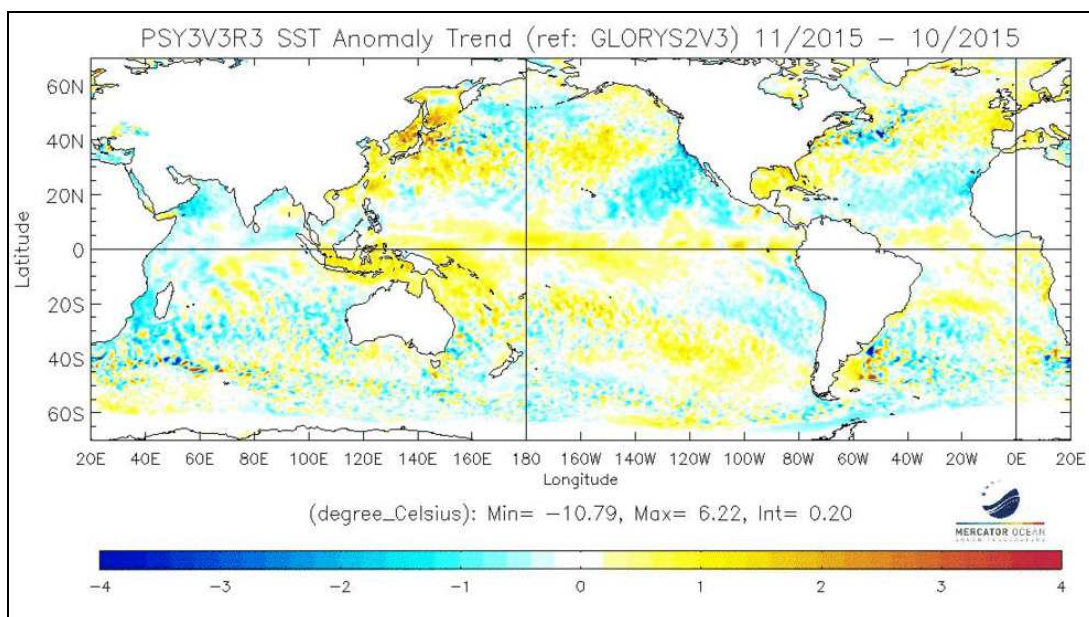 PSY3V3R3 SST Anomaly Trend (ref: GLORYS2V3) 11/2015 – 10/2015
60N
40N
20N
0
20S
40S
60S
Latitude
20E 40E 60E 80E 100E 120E 140E 160E 180 160W 140W 120W 100W 80W 60W 40W 20W 0E 20E
Longitude
(degree_Celsius): Min= −10.79, Max= 6.22, Int= 0.20
MERCATOR OCEAN
−4 −3 −2 −1 0 1 2 3 4